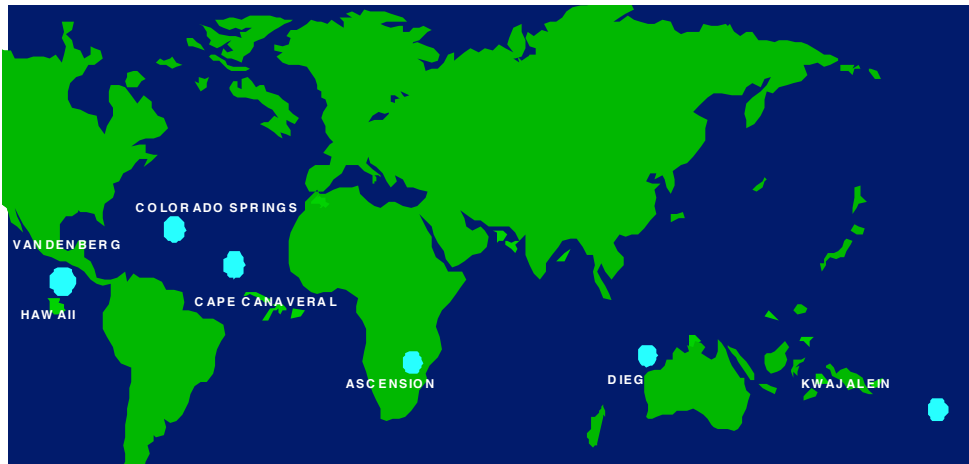 COLORADO SPRINGS
VANDENBERG
CAPE CANAVERAL
HAWAII
ASCENSION
DIEG
KWAJALEIN